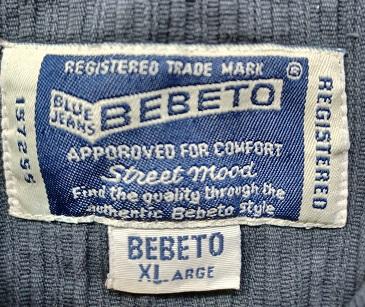 REGISTERED TRADE MARK ®
BLUE JEANS BEBETO
APPOROVED FOR COMFORT
Street mood
Find the quality through the
authentic Bebeto style
REGISTERED
BEBETO
XLARGE